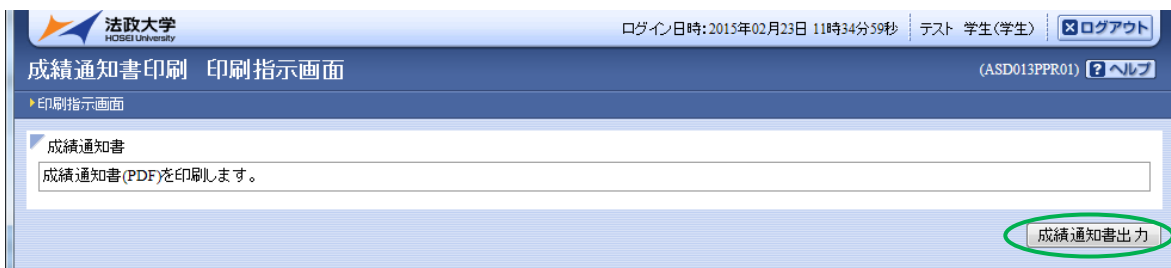 法政大学
HOSEI University
ログイン日時:2015年02月23日 11時34分59秒 テスト 学生(学生) ログアウト
成績通知書印刷 印刷指示画面 (ASD013PPR01) ? ヘルプ
印刷指示画面
成績通知書
成績通知書(PDF)を印刷します。
成績通知書出力